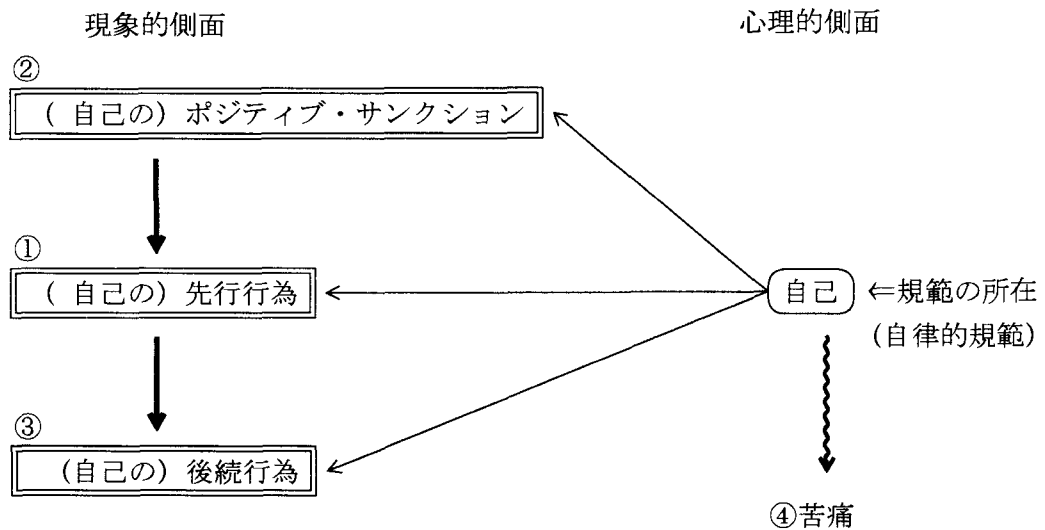 現象的側面
心理的側面
②
(自己の)ポジティブ・サンクション
①
(自己の)先行行為
自己
⇐規範の所在
(自律的規範)
③
(自己の)後続行為
④苦痛